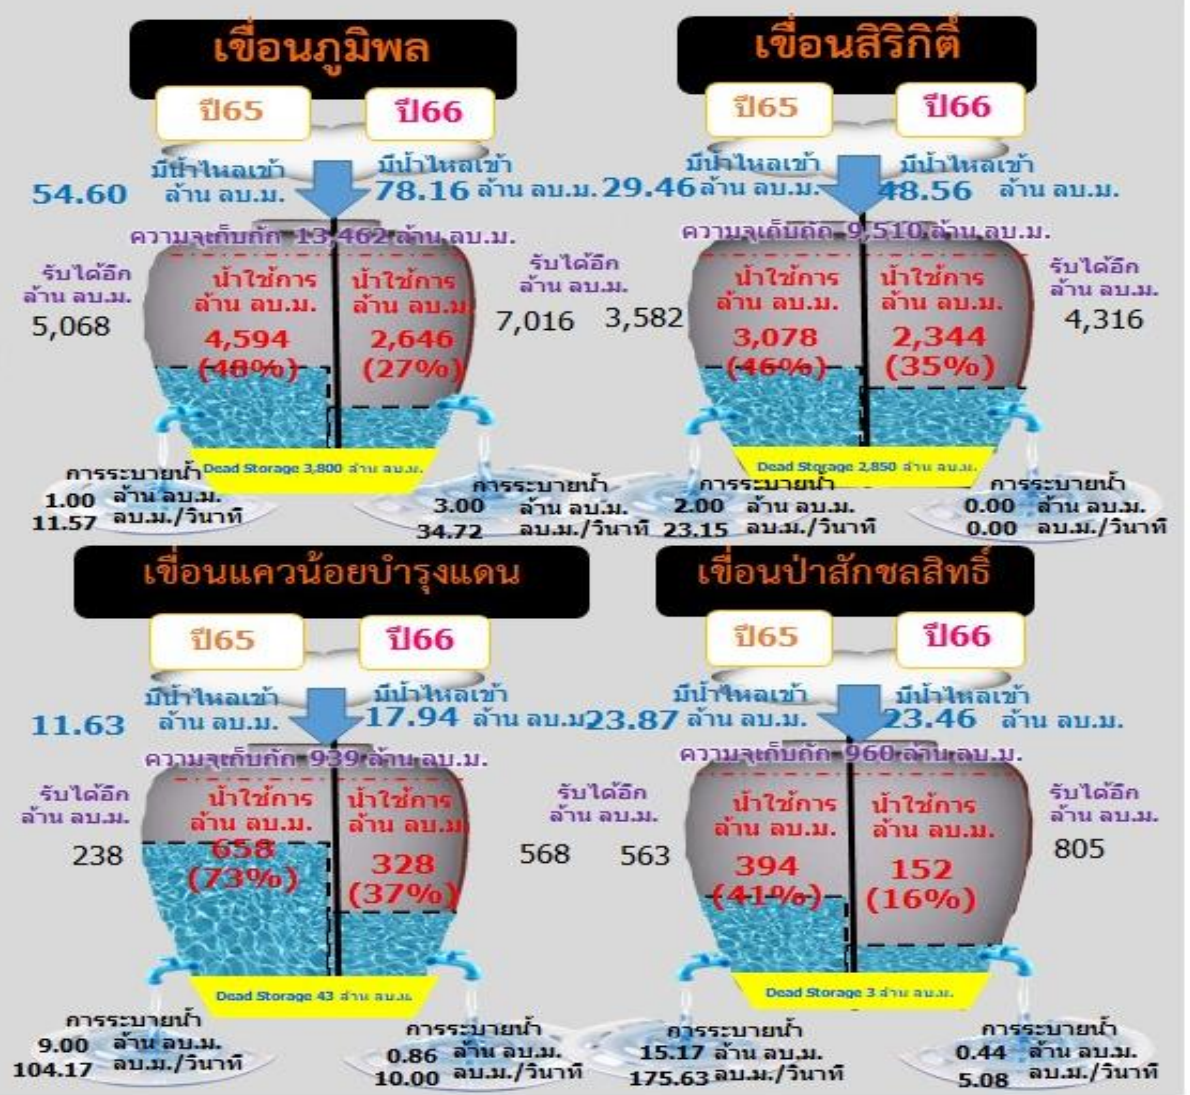 เขื่อนภูมิพล
ปี65
ปี66
มีน้ำไหลเข้า
54.60 ล้าน ลบ.ม.
มีน้ำไหลเข้า
78.16 ล้าน ลบ.ม.
ความจุเก็บกัก 13,462 ล้าน ลบ.ม.
รับได้อีก
ล้าน ลบ.ม.
5,068
น้ำใช้การ
ล้าน ลบ.ม.
4,594
(48%)
น้ำใช้การ
ล้าน ลบ.ม
2,646
(27%)
รับได้อีก
ล้าน ลบ.ม.
7,016
Dead Storage 3,800 ล้าน ลบ.ม.
การระบายน้ำ
1.00 ล้าน ลบ.ม.
11.57 ลบ.ม./วินาที
การระบายน้ำ
3.00 ล้าน ลบ.ม.
34.72 ลบ.ม./วินาที
เขื่อนสิริกิติ์
ปี65
ปี66
มีน้ำไหลเข้า
29.46 ล้าน ลบ.ม.
มีน้ำไหลเข้า
48.56 ล้าน ลบ.ม.
ความจุเก็บกัก 9,510 ล้าน ลบ.ม.
3,582
น้ำใช้การ
ล้าน ลบ.ม.
3,078
(46%)
น้ำใช้การ
ล้าน ลบ.ม.
2,344
(35%)
รับได้อีก
ล้าน ลบ.ม.
4,316
Dead Storage 2,850 ล้าน ลบ.ม.
การระบายน้ำ
2.00 ล้าน ลบ.ม.
23.15 ลบ.ม./วินาที
การระบายน้ำ
0.00 ล้าน ลบ.ม.
0.00 ลบ.ม./วินาที
เขื่อนแควน้อยบำรุงแดน
ปี65
ปี66
มีน้ำไหลเข้า
11.63 ล้าน ลบ.ม.
มีน้ำไหลเข้า
17.94 ล้าน ลบ.ม
ความจุเก็บกัก 939 ล้าน ลบ.ม.
รับได้อีก
ล้าน ลบ.ม.
238
น้ำใช้การ
ล้าน ลบ.ม.
658
(73%)
น้ำใช้การ
ล้าน ลบ.ม
328
(37%)
568
Dead Storage 43 ล้าน ลบ.ม.
การระบายน้ำ
9.00 ล้าน ลบ.ม.
104.17 ลบ.ม./วินาที
การระบายน้ำ
0.86 ล้าน ลบ.ม.
10.00 ลบ.ม./วินาที
เขื่อนป่าสักชลสิทธิ์
ปี65
ปี66
มีน้ำไหลเข้า
23.87 ล้าน ลบ.ม.
มีน้ำไหลเข้า
23.46 ล้าน ลบ.ม.
ความจุเก็บกัก 960 ล้าน ลบ.ม.
รับได้อีก
ล้าน ลบ.ม.
563
น้ำใช้การ
ล้าน ลบ.ม.
394
(41%)
น้ำใช้การ
ล้าน ลบ.ม.
152
(16%)
รับได้อีก
ล้าน ลบ.ม.
805
Dead Storage 3 ล้าน ลบ.ม.
การระบายน้ำ
15.17 ล้าน ลบ.ม.
175.63 ลบ.ม./วินาที
การระบายน้ำ
0.44 ล้าน ลบ.ม.
5.08 ลบ.ม./วินาที